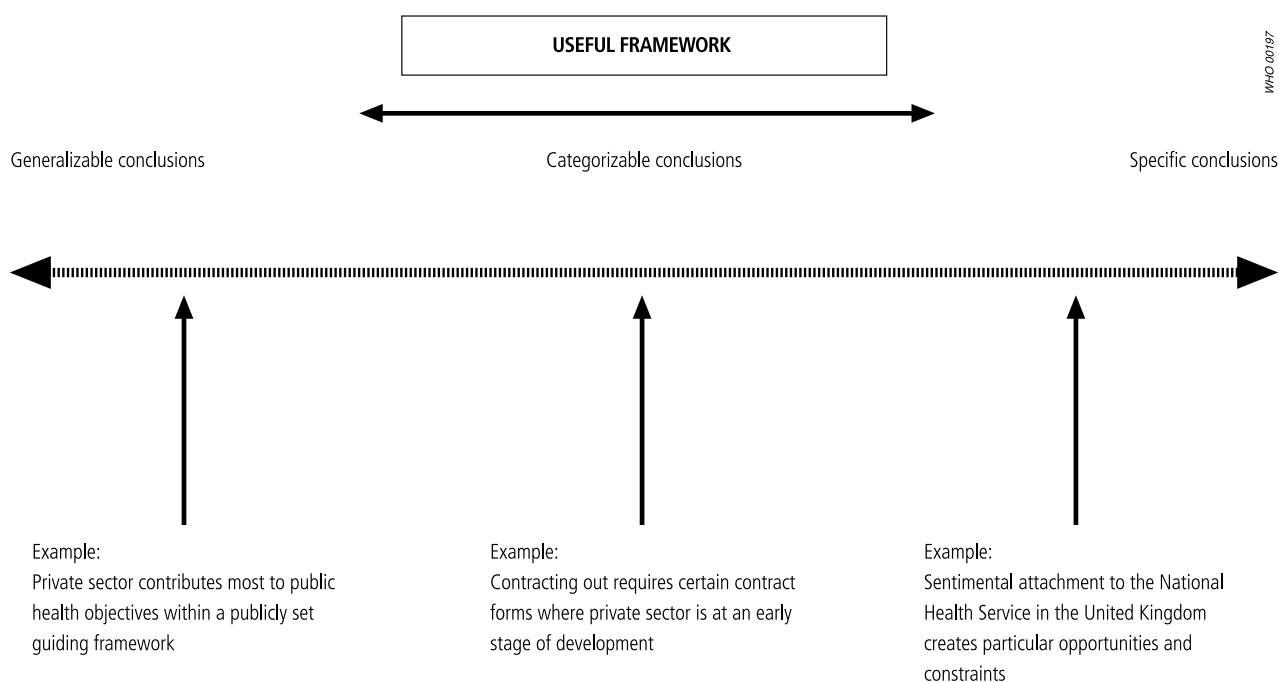 USEFUL FRAMEWORK
WHO 00197
Generalizable conclusions
Categorizable conclusions
Specific conclusions
Example:
Private sector contributes most to public
health objectives within a publicly set
guiding framework
Example:
Contracting out requires certain contract
forms where private sector is at an early
stage of development
Example:
Sentimental attachment to the National
Health Service in the United Kingdom
creates particular opportunities and
constraints